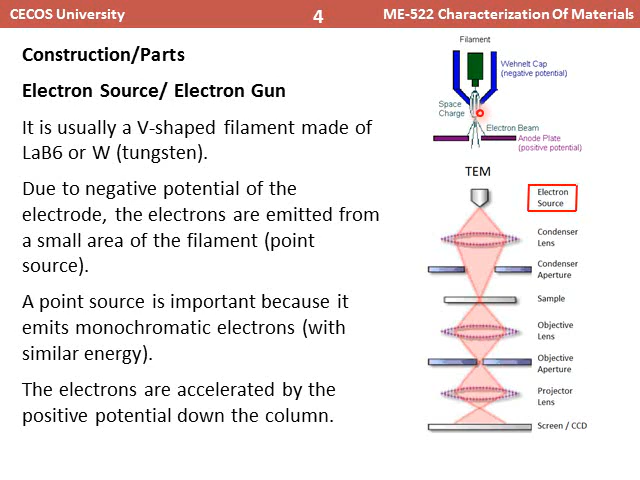 CECOS University
4
ME-522 Characterization Of Materials
Construction/Parts
Electron Source/ Electron Gun
It is usually a V-shaped filament made of
LaB6 or W (tungsten).
Due to negative potential of the
electrode, the electrons are emitted from
a small area of the filament (point
source).
A point source is important because it
emits monochromatic electrons (with
similar energy).
The electrons are accelerated by the
positive potential down the column.
Filament
Wehnelt Cap
(negative potential)
Space
Charge
Electron Beam
Anode Plate
(positive potential)
TEM
Electron
Source
Condenser
Lens
Condenser
Aperture
Sample
Objective
Lens
Objective
Aperture
Projector
Lens
Screen / CCD